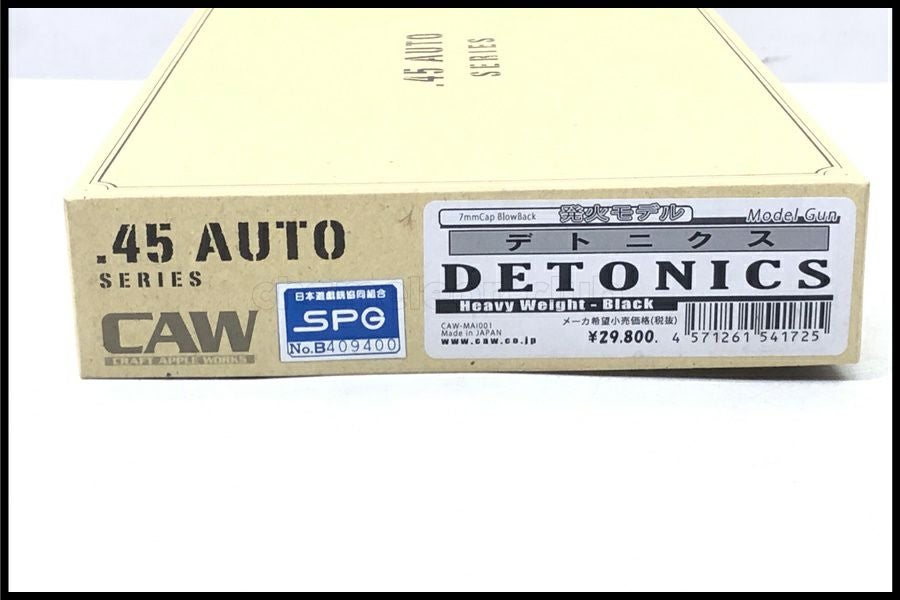 .45 AUTO
SERIES
.45 AUTO
SERIES
CAW
CRAFT APPLE WORKS
日本遊戯銃協同組合
SPG
No.B409400
7mmCap BlowBack
発火モデル
Model Gun
デトニクス
DETONICS
Heavy Weight - Black
CAW-MAI001
Made in JAPAN
www.caw.co.jp
メーカ希望小売価格(税抜)
¥29.800.
4 571261 541725